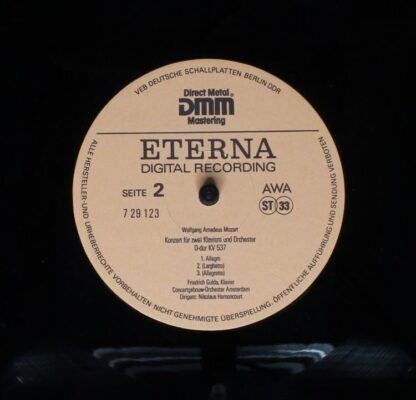 VEB DEUTSCHE SCHALLPLATTEN BERLIN DDR
Direct Metal®
DMM
Mastering
ETERNA
DIGITAL RECORDING
SEITE 2
AWA
7 29 123
ST 33
Wolfgang Amadeus Mozart
Konzert für zwei Klaviere und Orchester
D-dur KV 537
1. Allegro
2. (Larghetto)
3. (Allegretto)
Friedrich Gulda, Klavier
Concertgebouw-Orchester Amsterdam
Dirigent: Nikolaus Harnoncourt
ALLE HERSTELLER- UND URHEBERRECHTE VORBEHALTEN NICHT GENEHMIGTE ÜBERSPIELUNG, ÖFFENTLICHE AUFFÜHRUNG UND SENDUNG VERBOTEN